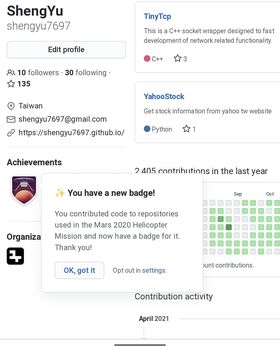 ShengYu
shengyu7697
Edit profile
10 followers · 30 following ·
135
Taiwan
shengyu7697@gmail.com
https://shengyu7697.github.io/
Achievements
Organiza
TinyTcp
This is a C++ socket wrapper designed to fast
development of network related functionality.
C++ 3
YahooStock
Get stock information from yahoo tw website
Python 1
2,405 contributions in the last year
Sep Oct
✨ You have a new badge!
You contributed code to repositories
used in the Mars 2020 Helicopter
Mission and now have a badge for it.
Thank you!
OK, got it
Opt out in settings.
ount contributions.
Contribution activity
April 2021